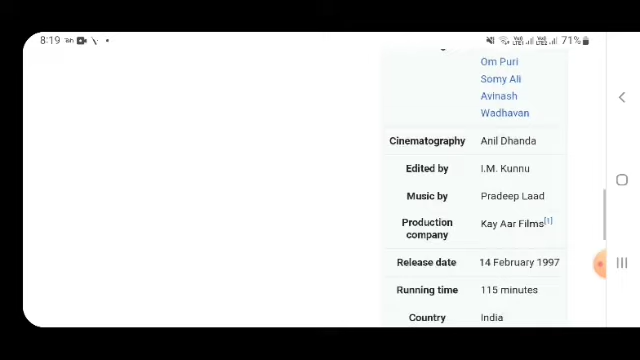 8:19
71%
Om Puri
Somy Ali
Avinash
Wadhavan
Cinematography Anil Dhanda
Edited by I.M. Kunnu
Music by Pradeep Laad
Production company Kay Aar Films[1]
Release date 14 February 1997
Running time 115 minutes
Country India